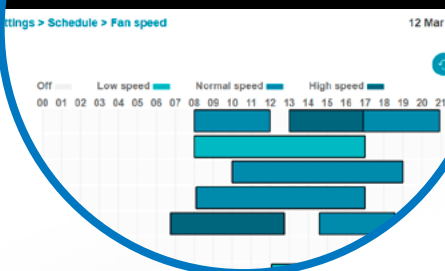 ttings > Schedule > Fan speed 12 Mar
Off Low speed Normal speed High speed
00 01 02 03 04 05 06 07 08 09 10 11 12 13 14 15 16 17 18 19 20 21